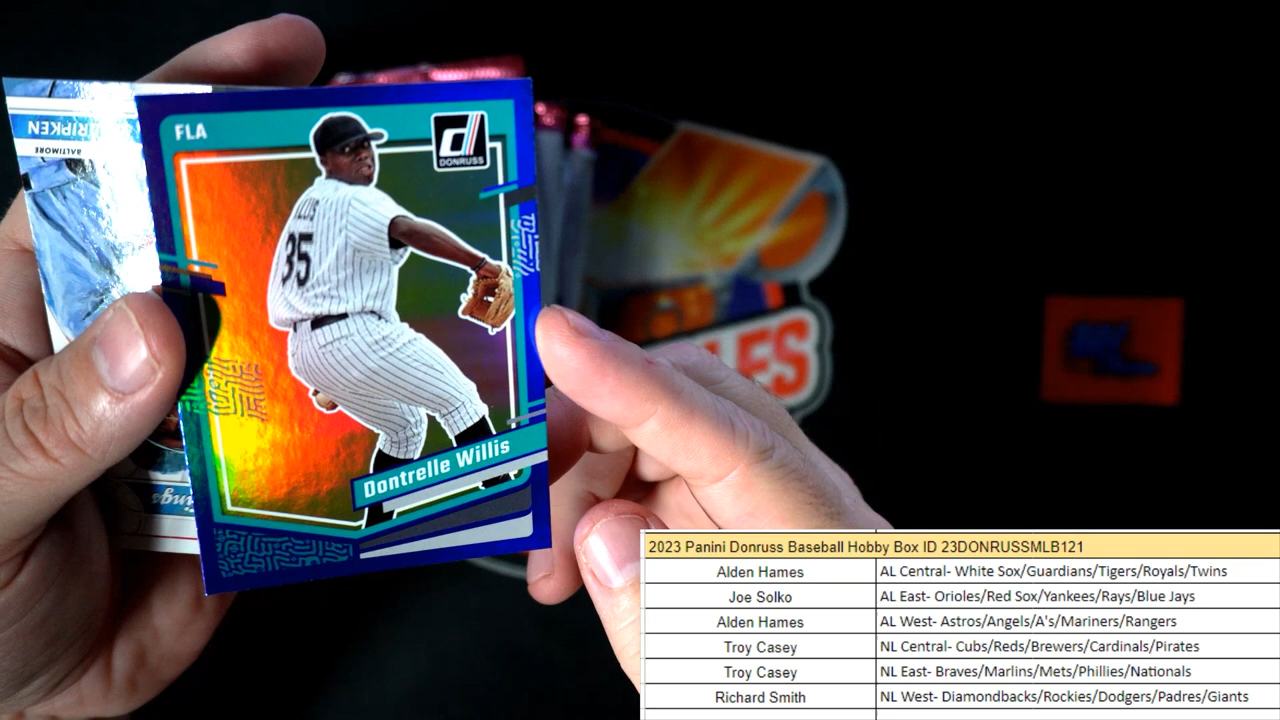 RIPKEN
BALTIMORE
FLA
DONRUSS
35
Dontrelle Willis
2023 Panini Donruss Baseball Hobby Box ID 23DONRUSSMLB121
Alden Hames AL Central- White Sox/Guardians/Tigers/Royals/Twins
Joe Solko AL East- Orioles/Red Sox/Yankees/Rays/Blue Jays
Alden Hames AL West- Astros/Angels/A's/Mariners/Rangers
Troy Casey NL Central- Cubs/Reds/Brewers/Cardinals/Pirates
Troy Casey NL East- Braves/Marlins/Mets/Phillies/Nationals
Richard Smith NL West- Diamondbacks/Rockies/Dodgers/Padres/Giants